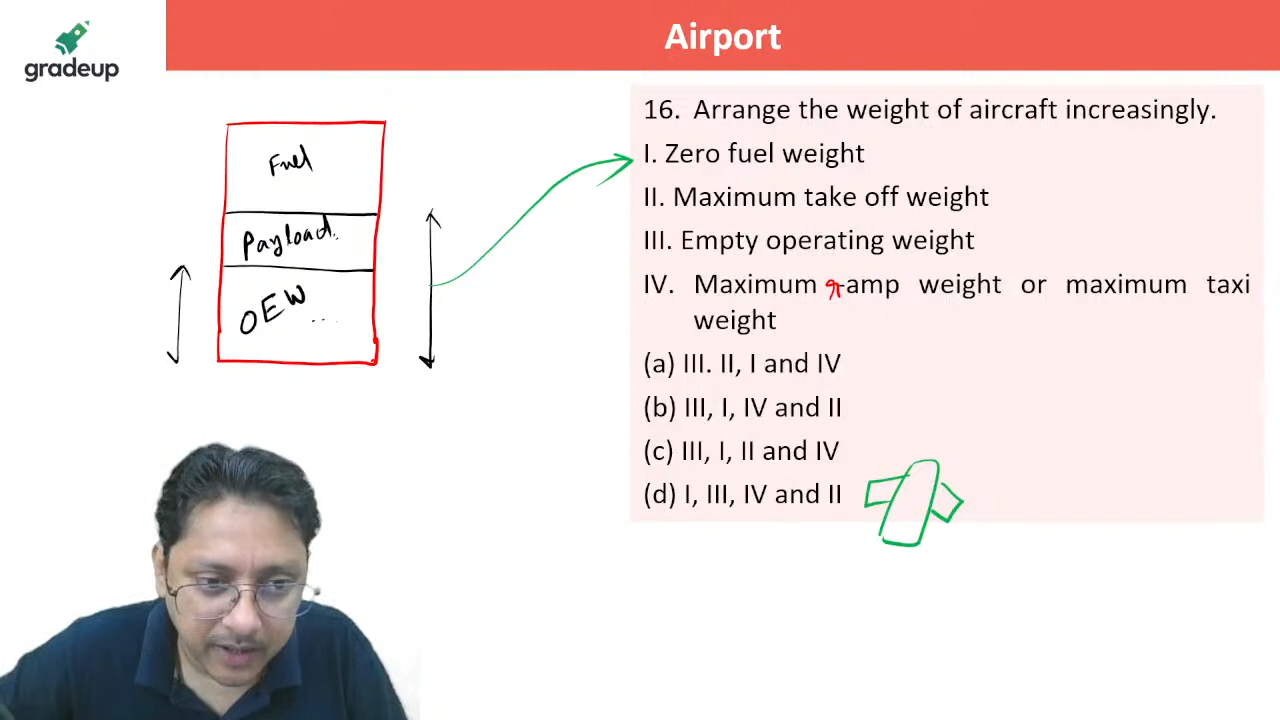 gradeup
Airport
Fuel
Payload.
OEW ...
16. Arrange the weight of aircraft increasingly.
I. Zero fuel weight
II. Maximum take off weight
III. Empty operating weight
IV. Maximum ramp weight or maximum taxi
weight
(a) III. II, I and IV
(b) III, I, IV and II
(c) III, I, II and IV
(d) I, III, IV and II